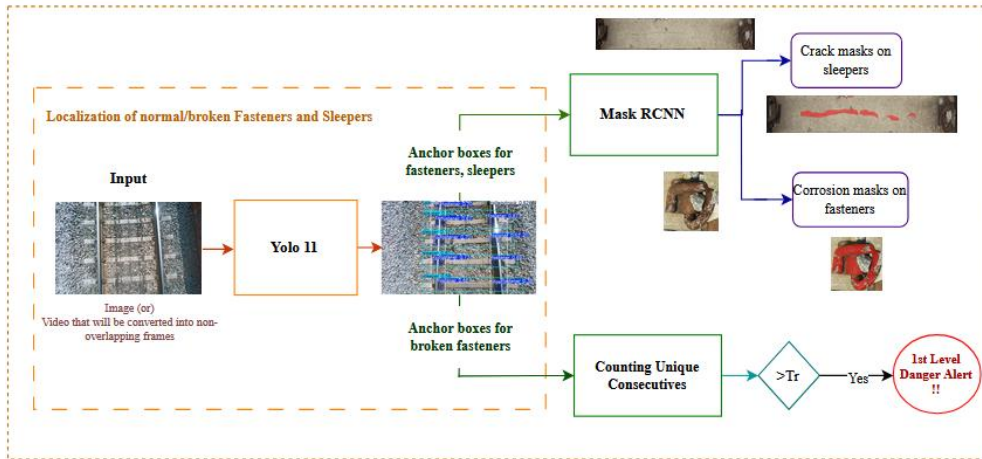 Localization of normal/broken Fasteners and Sleepers
Input
Image (or)
Video that will be converted into non-
overlapping frames
Yolo 11
Anchor boxes for
fasteners, sleepers
Anchor boxes for
broken fasteners
Mask RCNN
Crack masks on
sleepers
Corrosion masks on
fasteners
Counting Unique
Consecutives
>Tr
Yes
1st Level
Danger Alert
!!